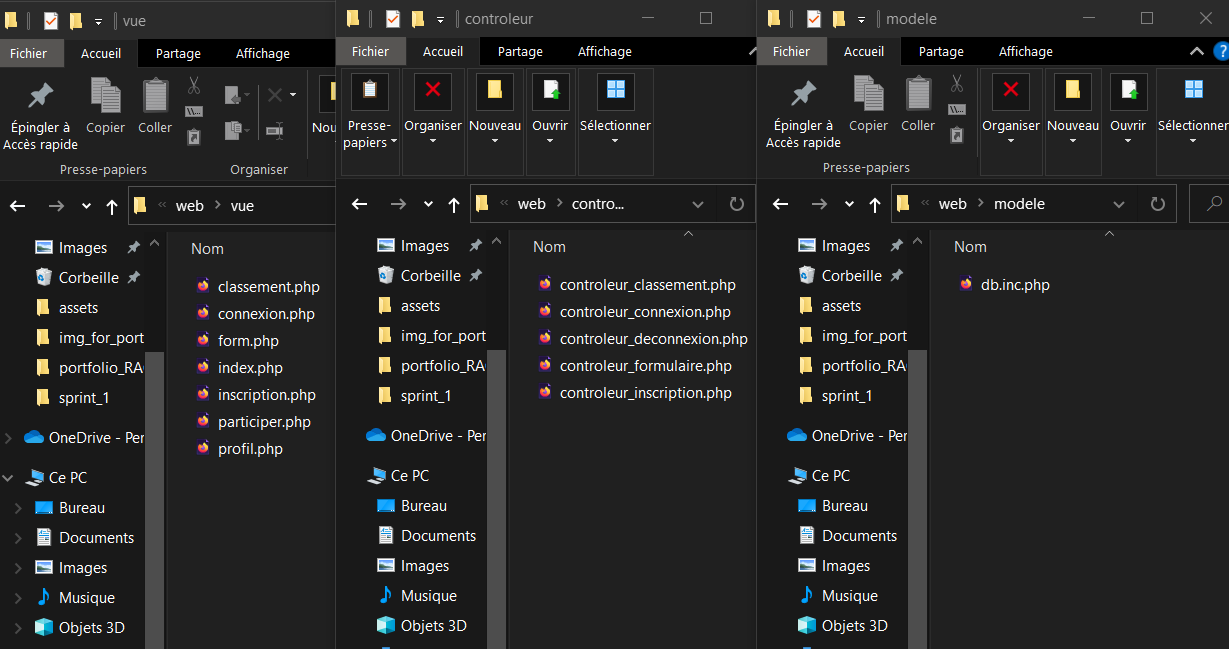 vue
Fichier Accueil Partage Affichage
Épingler à
Accès rapide
Copier
Coller
Nou
Presse-papiers
Organiser
web vue
Images
Corbeille
assets
img_for_port
portfolio_RA
sprint_1
OneDrive - Per
Ce PC
Bureau
Documents
Images
Musique
Objets 3D
Nom
classement.php
connexion.php
form.php
index.php
inscription.php
participer.php
profil.php
controleur
Fichier Accueil Partage Affichage
Presse-
papiers
Organiser
Nouveau
Ouvrir
Sélectionner
web contro...
Images
Corbeille
assets
img_for_port
portfolio_RA
sprint_1
OneDrive - Per
Ce PC
Bureau
Documents
Images
Musique
Objets 3D
Nom
controleur_classement.php
controleur_connexion.php
controleur_deconnexion.php
controleur_formulaire.php
controleur_inscription.php
modele
Fichier Accueil Partage Affichage
Épingler à
Accès rapide
Copier
Coller
Organiser
Nouveau
Ouvrir
Sélectionner
Presse-papiers
web modele
Images
Corbeille
assets
img_for_port
portfolio_RA
sprint_1
OneDrive - Per
Ce PC
Bureau
Documents
Images
Musique
Objets 3D
Nom
db.inc.php